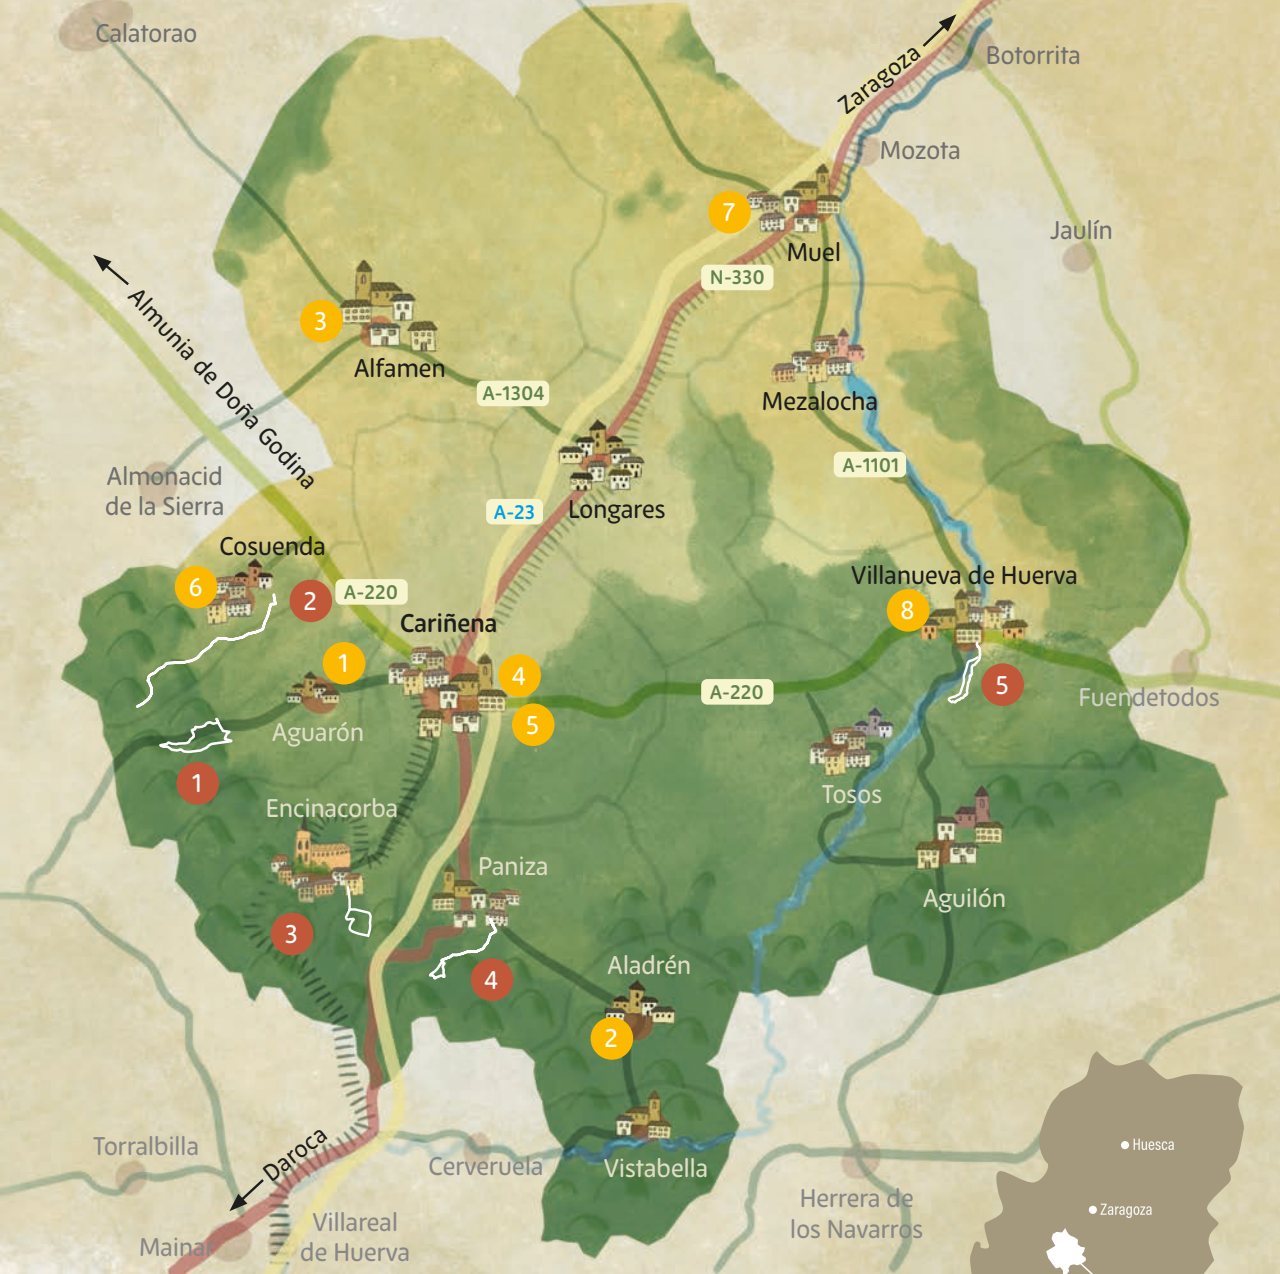 Calatorao
Zaragoza
Botorrita
Mozota
7
Jaulín
Muel
N-330
Almunia de Doña Godina
3
Alfamen
A-1304
Mezalocha
A-1101
Almonacid
de la Sierra
A-23
Longares
Cosuenda
6
2
A-220
Villanueva de Huerva
8
Cariñena
1
4
5
A-220
5
Fuendetodos
Aguarón
1
Tosos
Encinacorba
Paniza
Aguilón
3
4
Aladrén
2
Torralbilla
Daroca
Cerveruela
Vistabella
Huesca
Herrera de
los Navarros
Zaragoza
Mainar
Villareal
de Huerva